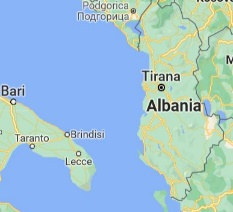 Podgorica
Подгорица
Tirana
Albania
Bari
Brindisi
Taranto
Lecce